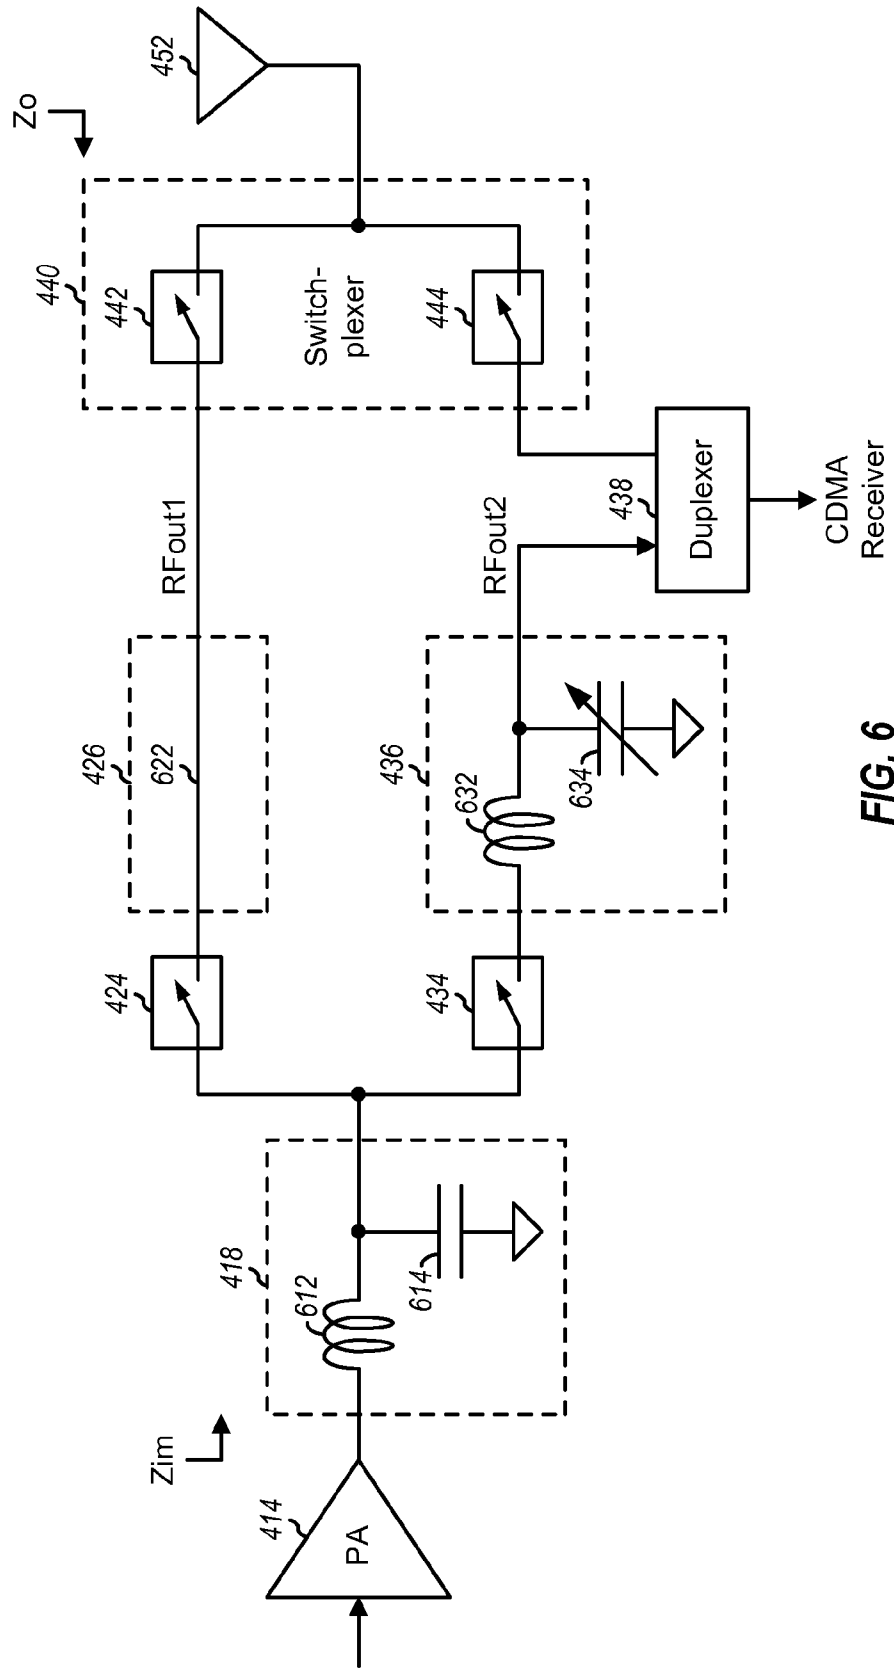 Zo
452
440
442
Switch-
plexer
444
RFout1
RFout2
438
Duplexer
CDMA
Receiver
426
622
436
632
634
424
434
418
612
614
Zim
414
PA
FIG. 6